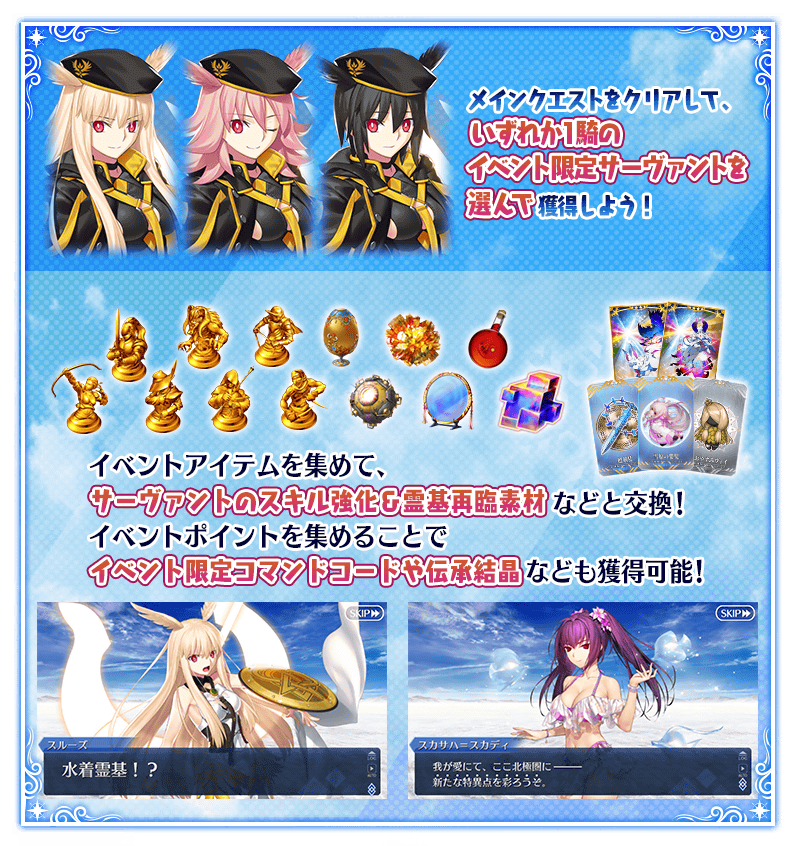 メインクエストをクリアして、
いずれか1騎の
イベント限定サーヴァントを
選んで獲得しよう！
イベントアイテムを集めて、
サーヴァントのスキル強化＆霊基再臨素材などと交換！
イベントポイントを集めることで
イベント限定コマンドコードや伝承結晶なども獲得可能！
SKIP
スルーズ
LOG
水着霊基！？
AUTO
SKIP
スカサハ＝スカディ
LOG
我が愛にて、ここ北極圏に――
新たな特異点を彩ろうぞ。
AUTO